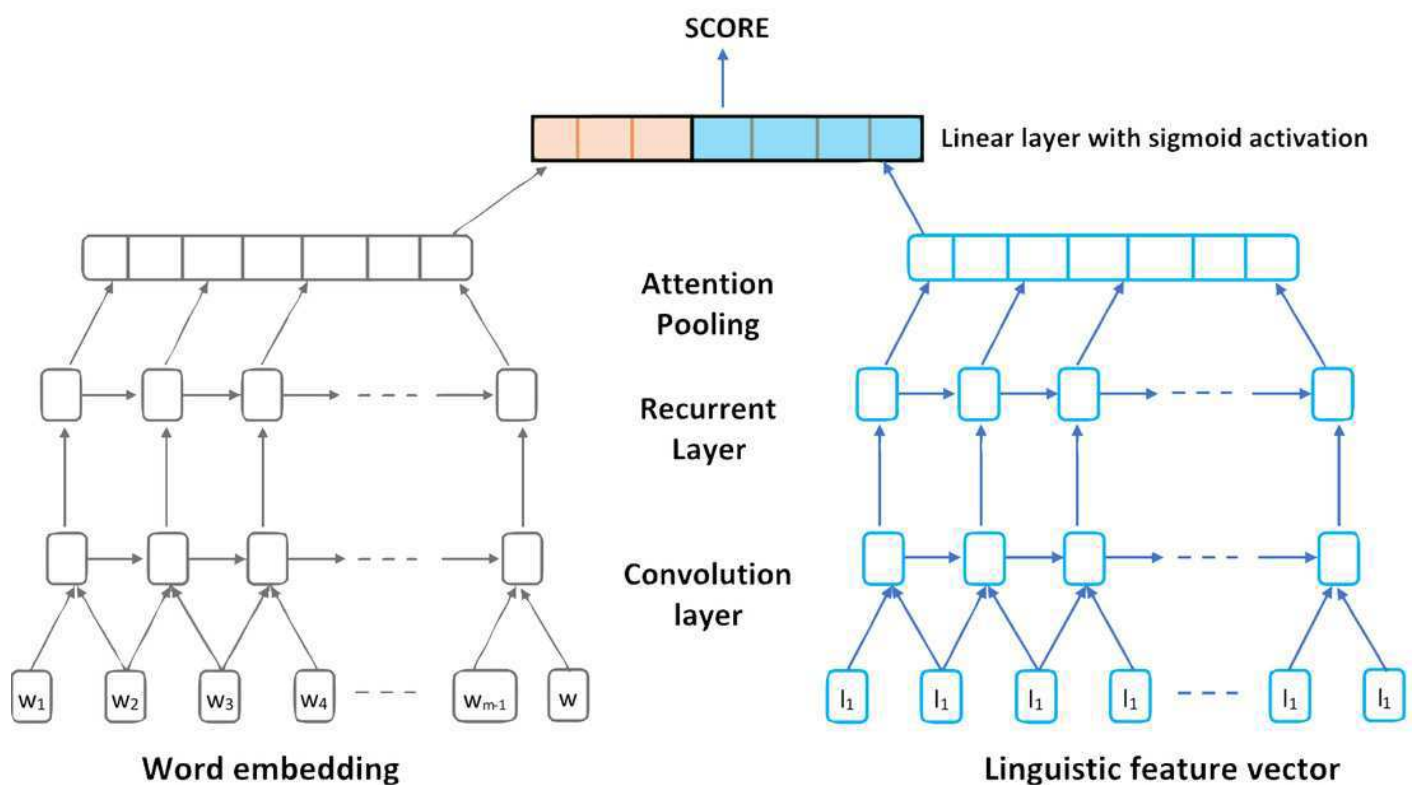 SCORE
Linear layer with sigmoid activation
Attention
Pooling
Recurrent
Layer
Convolution
layer
w1 w2 w3 w4 wm-1 w
l1 l1 l1 l1 l1 l1
Word embedding
Linguistic feature vector